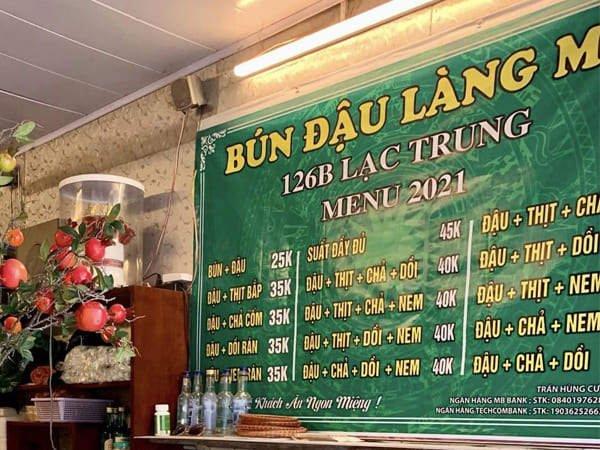 BÚN ĐẬU LÀNG M
126B LẠC TRUNG
MENU 2021
BÚN + ĐẬU 25K
ĐẬU + THỊT BẮP 35K
ĐẬU + CHẢ CỐM 35K
ĐẬU + DỒI RÁN 35K
ĐẬU + NEM RÁN 35K
SUẤT ĐẦY ĐỦ 45K
ĐẬU + THỊT + CHẢ + DỒI 40K
ĐẬU + THỊT + CHẢ + NEM 40K
ĐẬU + THỊT + DỒI + NEM 40K
ĐẬU + CHẢ + DỒI + NEM 40K
ĐẬU + THỊT + CHẢ
ĐẬU + THỊT + DỒI
ĐẬU + THỊT + NEM
ĐẬU + CHẢ + NEM
ĐẬU + CHẢ + DỒI
Khách Ăn Ngon Miệng !
TRẦN HÙNG CƯ
NGÂN HÀNG MB BANK ; STK: 0840197628
NGÂN HÀNG TECHCOMBANK ; STK: 1903625266